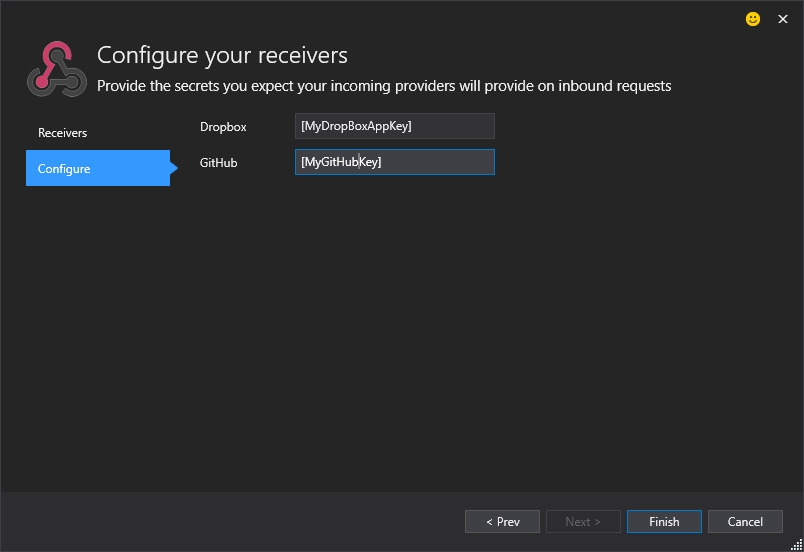 Configure your receivers
Provide the secrets you expect your incoming providers will provide on inbound requests
Receivers
Configure
Dropbox
[MyDropBoxAppKey]
GitHub
[MyGitHubKey]
< Prev
Next >
Finish
Cancel